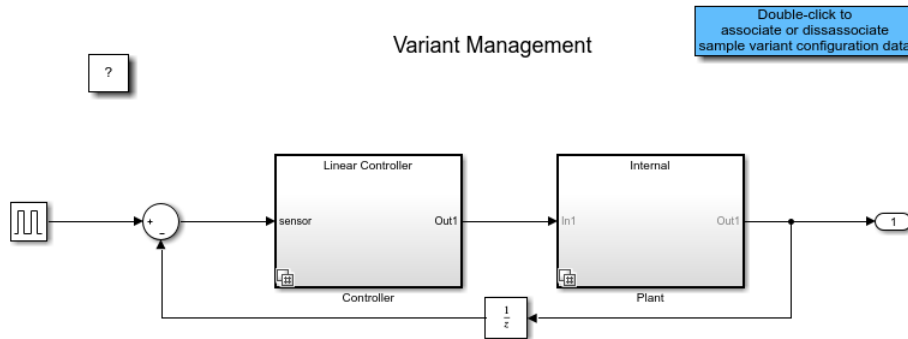 Double-click to
associate or dissassociate
sample variant configuration data
Variant Management
?
Linear Controller
Internal
+
−
sensor
Out1
In1
Out1
1
Controller
Plant
1
z